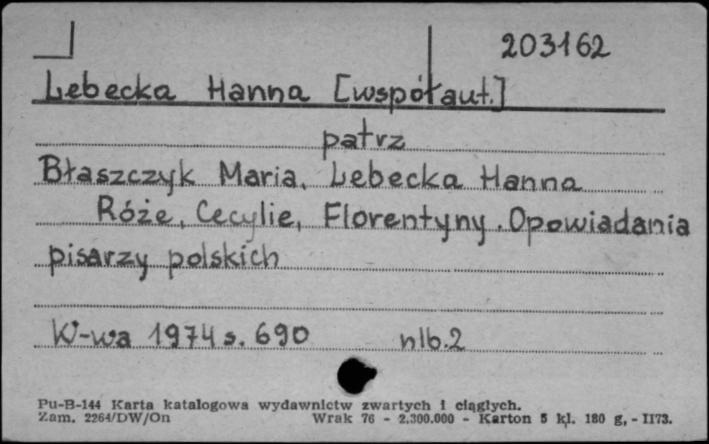 203162
Lebecka Hanna [współaut.]
patrz
Błaszczyk Maria, Lebecka Hanna
Róże, Cecylie, Florentyny. Opowiadania
pisarzy polskich
W-wa 1974 s. 690 nlb. 2
Pu-B-144 Karta katalogowa wydawnictw zwartych i ciągłych.
Zam. 2264/DW/On Wrak 76 - 2.300.000 - Karton 5 kl. 180 g, - II73.